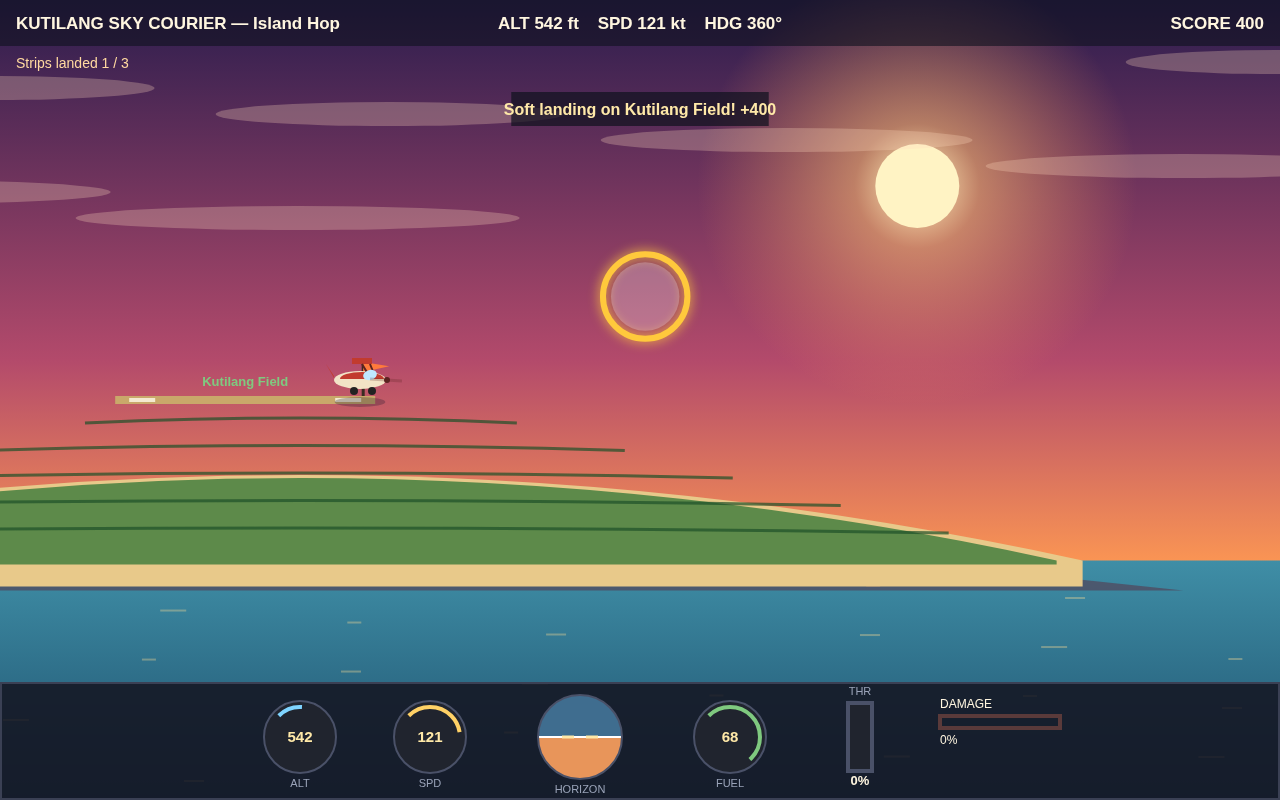 KUTILANG SKY COURIER — Island Hop
ALT 542 ft SPD 121 kt HDG 360°
SCORE 400
Strips landed 1 / 3
Soft landing on Kutilang Field! +400
Kutilang Field
THR
DAMAGE
0%
542
121
68
0%
ALT
SPD
HORIZON
FUEL